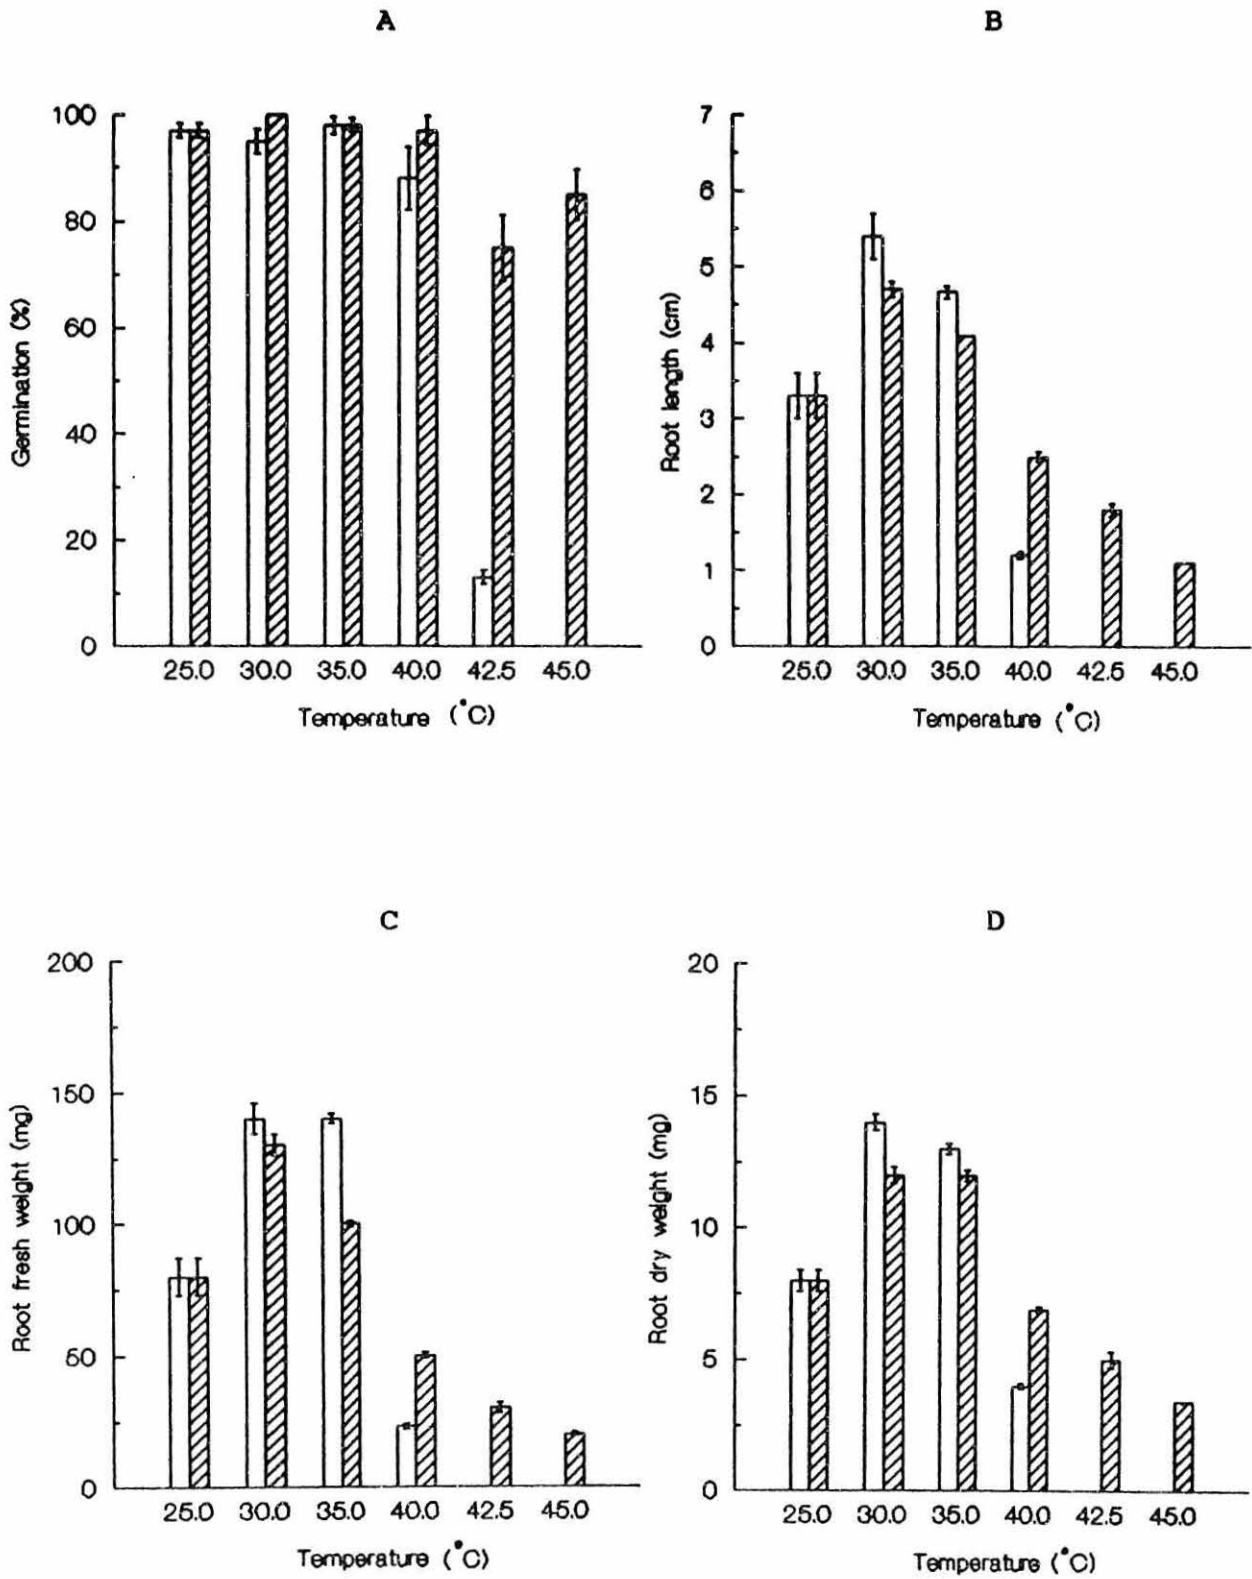 A
100
80
60
40
20
0
Germination (%)
25.0 30.0 35.0 40.0 42.5 45.0
Temperature (°C)
B
7
6
5
4
3
2
1
0
Root length (cm)
25.0 30.0 35.0 40.0 42.5 45.0
Temperature (°C)
C
200
150
100
50
0
Root fresh weight (mg)
25.0 30.0 35.0 40.0 42.5 45.0
Temperature (°C)
D
20
15
10
5
0
Root dry weight (mg)
25.0 30.0 35.0 40.0 42.5 45.0
Temperature (°C)